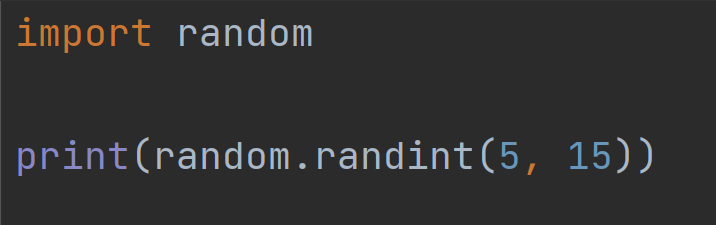 import random
print(random.randint(5, 15))